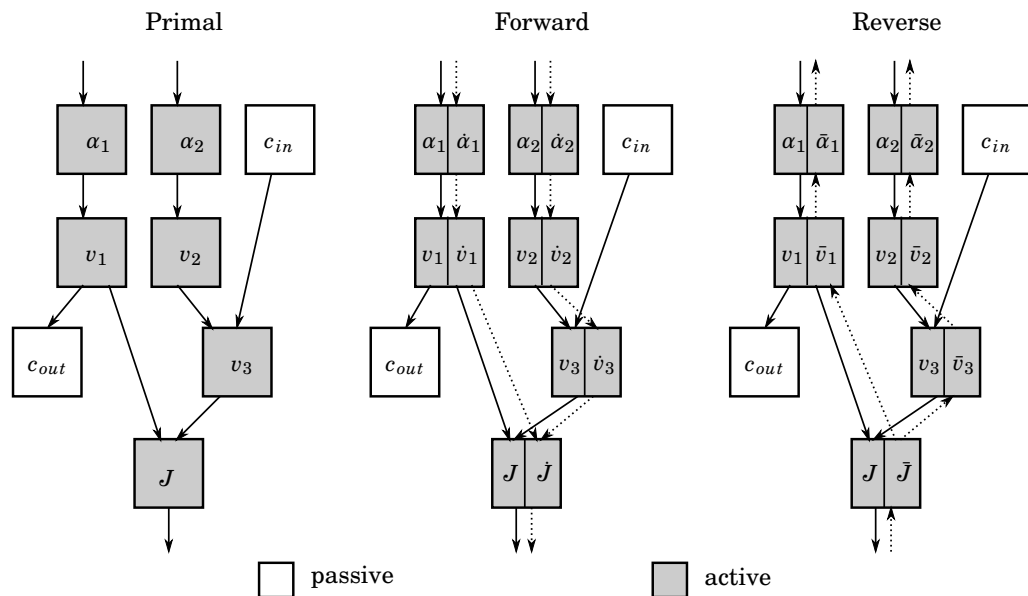 Primal Forward Reverse
α₁ α₂ c_in α₁ α̇₁ α₂ α̇₂ c_in α₁ ᾱ₁ α₂ ᾱ₂ c_in
v₁ v₂ v₁ v̇₁ v₂ v̇₂ v₁ v̄₁ v₂ v̄₂
c_out v₃ c_out v₃ v̇₃ c_out v₃ v̄₃
J J J̇ J J̄
passive active